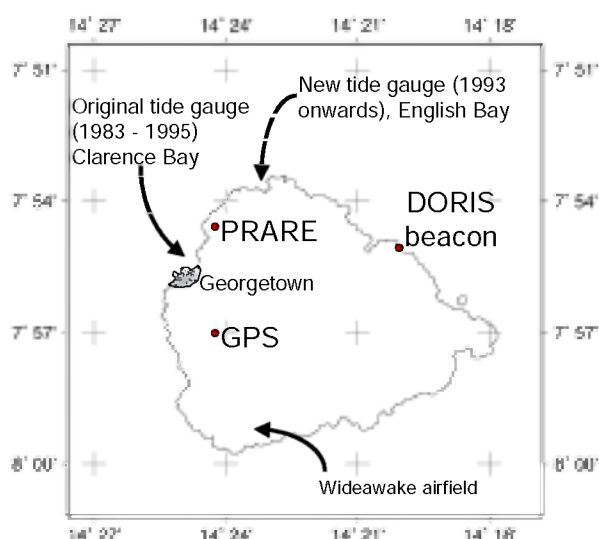 14° 27' 14° 24' 14° 21' 14° 18'
7° 51' 7° 51'
New tide gauge (1993
onwards), English Bay
Original tide gauge
(1983 - 1995)
Clarence Bay
7° 54' 7° 54'
DORIS
beacon
PRARE
Georgetown
7° 57' 7° 57'
GPS
8° 00' 8° 00'
Wideawake airfield
14° 27' 14° 24' 14° 21' 14° 18'